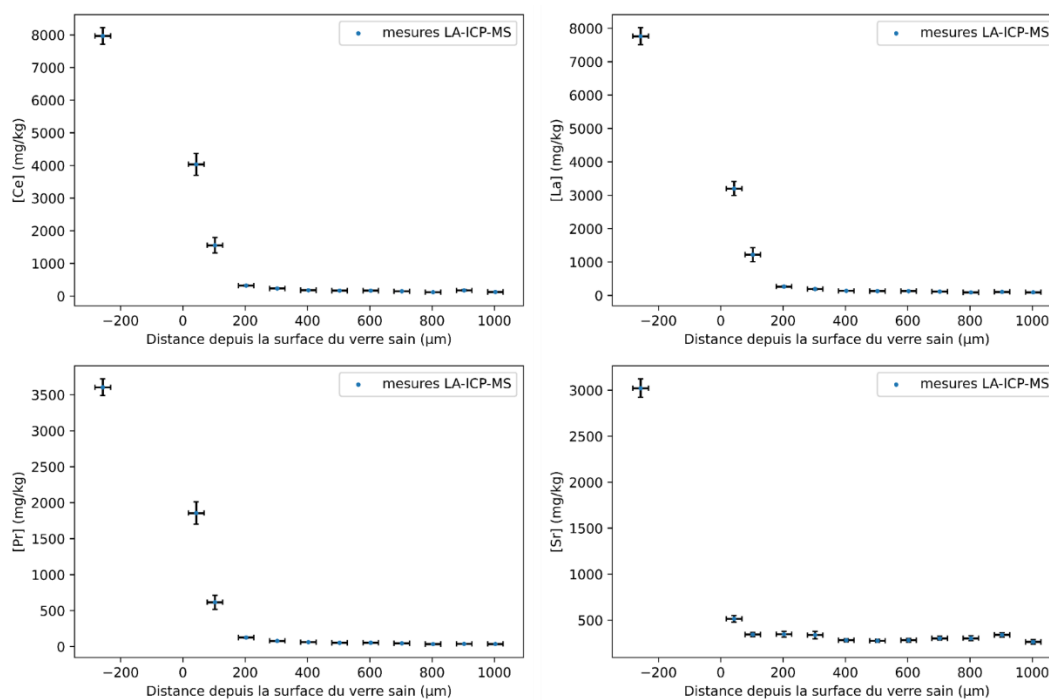 mesures LA-ICP-MS
8000
7000
6000
5000
4000
3000
2000
1000
0
[Ce] (mg/kg)
−200 0 200 400 600 800 1000
Distance depuis la surface du verre sain (µm)
mesures LA-ICP-MS
8000
7000
6000
5000
4000
3000
2000
1000
0
[La] (mg/kg)
−200 0 200 400 600 800 1000
Distance depuis la surface du verre sain (µm)
mesures LA-ICP-MS
3500
3000
2500
2000
1500
1000
500
0
[Pr] (mg/kg)
−200 0 200 400 600 800 1000
Distance depuis la surface du verre sain (µm)
mesures LA-ICP-MS
3000
2500
2000
1500
1000
500
[Sr] (mg/kg)
−200 0 200 400 600 800 1000
Distance depuis la surface du verre sain (µm)